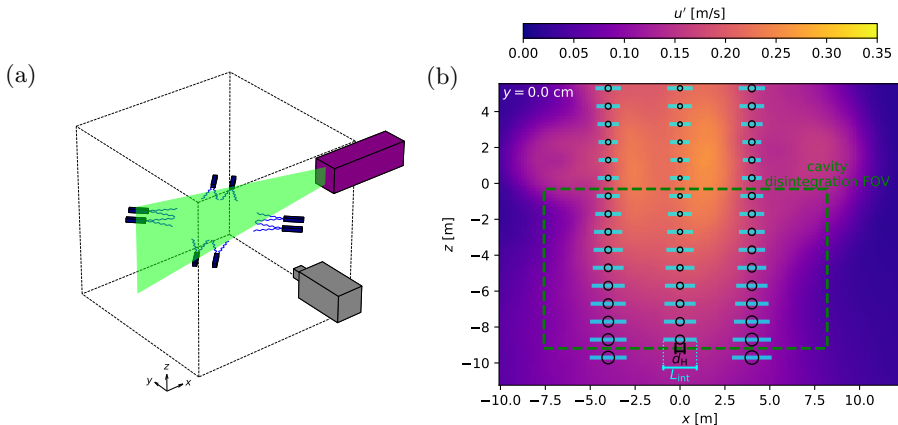 u′ [m/s]
0.00 0.05 0.10 0.15 0.20 0.25 0.30 0.35
(a)
(b)
y = 0.0 cm
cavity
disintegration FOV
4
2
0
−2
−4
−6
−8
−10
z [m]
d_H
L_int
−10.0 −7.5 −5.0 −2.5 0.0 2.5 5.0 7.5 10.0
x [m]
z
y
x